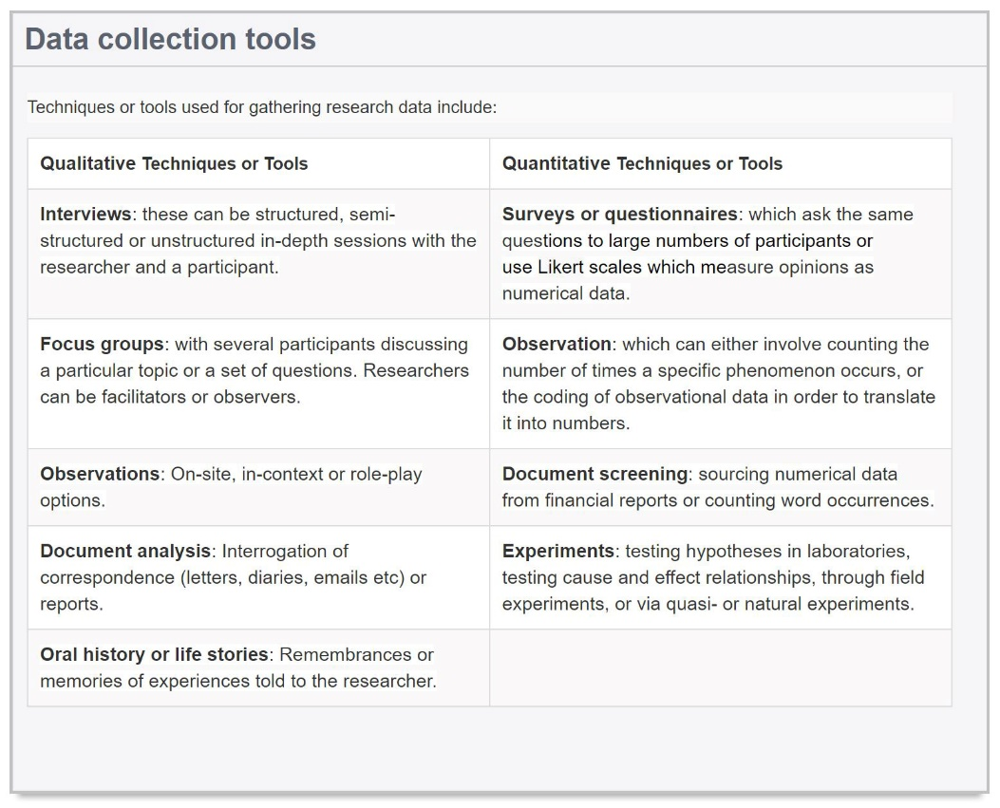 Data collection tools
Techniques or tools used for gathering research data include:
Qualitative Techniques or Tools
Quantitative Techniques or Tools
Interviews: these can be structured, semi-
structured or unstructured in-depth sessions with the
researcher and a participant.
Surveys or questionnaires: which ask the same
questions to large numbers of participants or
use Likert scales which measure opinions as
numerical data.
Focus groups: with several participants discussing
a particular topic or a set of questions. Researchers
can be facilitators or observers.
Observation: which can either involve counting the
number of times a specific phenomenon occurs, or
the coding of observational data in order to translate
it into numbers.
Observations: On-site, in-context or role-play
options.
Document screening: sourcing numerical data
from financial reports or counting word occurrences.
Document analysis: Interrogation of
correspondence (letters, diaries, emails etc) or
reports.
Experiments: testing hypotheses in laboratories,
testing cause and effect relationships, through field
experiments, or via quasi- or natural experiments.
Oral history or life stories: Remembrances or
memories of experiences told to the researcher.